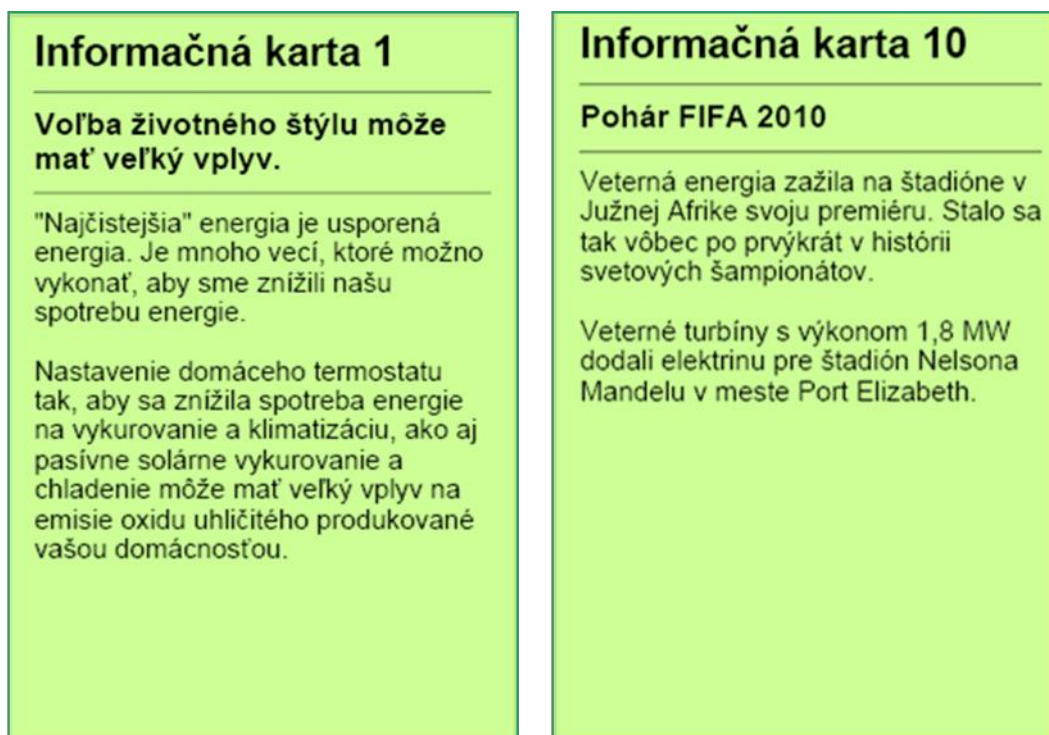 Informačná karta 1
Voľba životného štýlu môže
mať veľký vplyv.
"Najčistejšia" energia je usporená
energia. Je mnoho vecí, ktoré možno
vykonať, aby sme znížili našu
spotrebu energie.
Nastavenie domáceho termostatu
tak, aby sa znížila spotreba energie
na vykurovanie a klimatizáciu, ako aj
pasívne solárne vykurovanie a
chladenie môže mať veľký vplyv na
emisie oxidu uhličitého produkované
vašou domácnosťou.
Informačná karta 10
Pohár FIFA 2010
Veterná energia zažila na štadióne v
Južnej Afrike svoju premiéru. Stalo sa
tak vôbec po prvýkrát v histórii
svetových šampionátov.
Veterné turbíny s výkonom 1,8 MW
dodali elektrinu pre štadión Nelsona
Mandelu v meste Port Elizabeth.